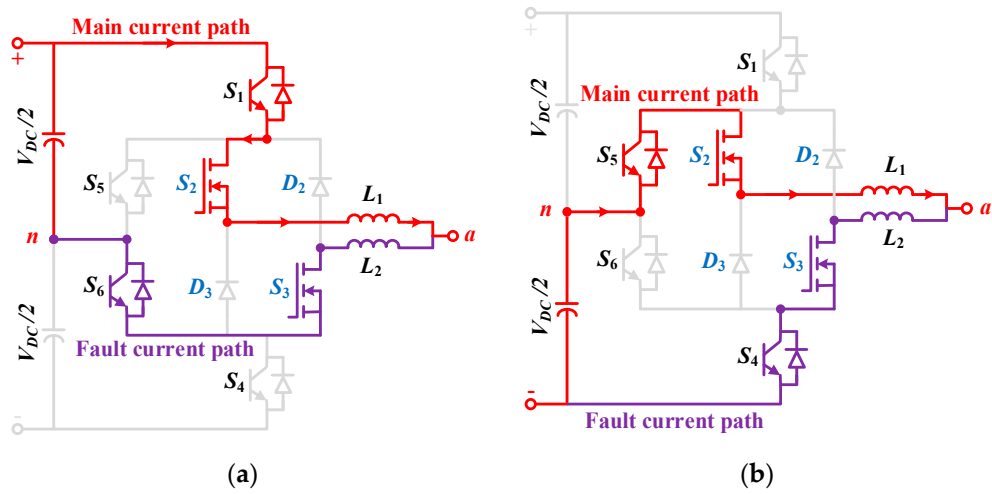 Main current path
+
S1
VDC/2
S5
S2
D2
L1
n
a
L2
S6
D3
S3
VDC/2
Fault current path
S4
-
(a)
+
S1
VDC/2
Main current path
S5
S2
D2
L1
n
a
L2
S6
D3
S3
VDC/2
S4
-
Fault current path
(b)